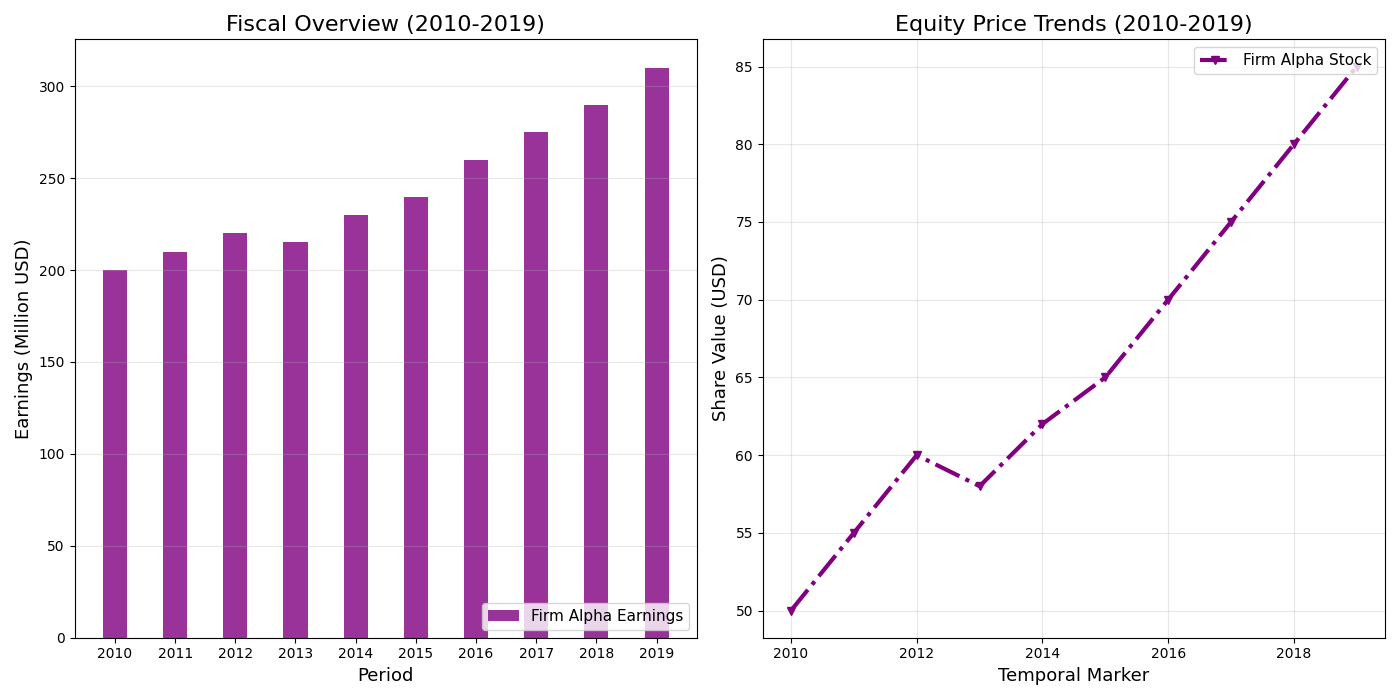 Fiscal Overview (2010-2019)
Earnings (Million USD)
300
250
200
150
100
50
0
2010 2011 2012 2013 2014 2015 2016 2017 2018 2019
Period
Firm Alpha Earnings
Equity Price Trends (2010-2019)
Share Value (USD)
85
80
75
70
65
60
55
50
2010 2012 2014 2016 2018
Temporal Marker
Firm Alpha Stock